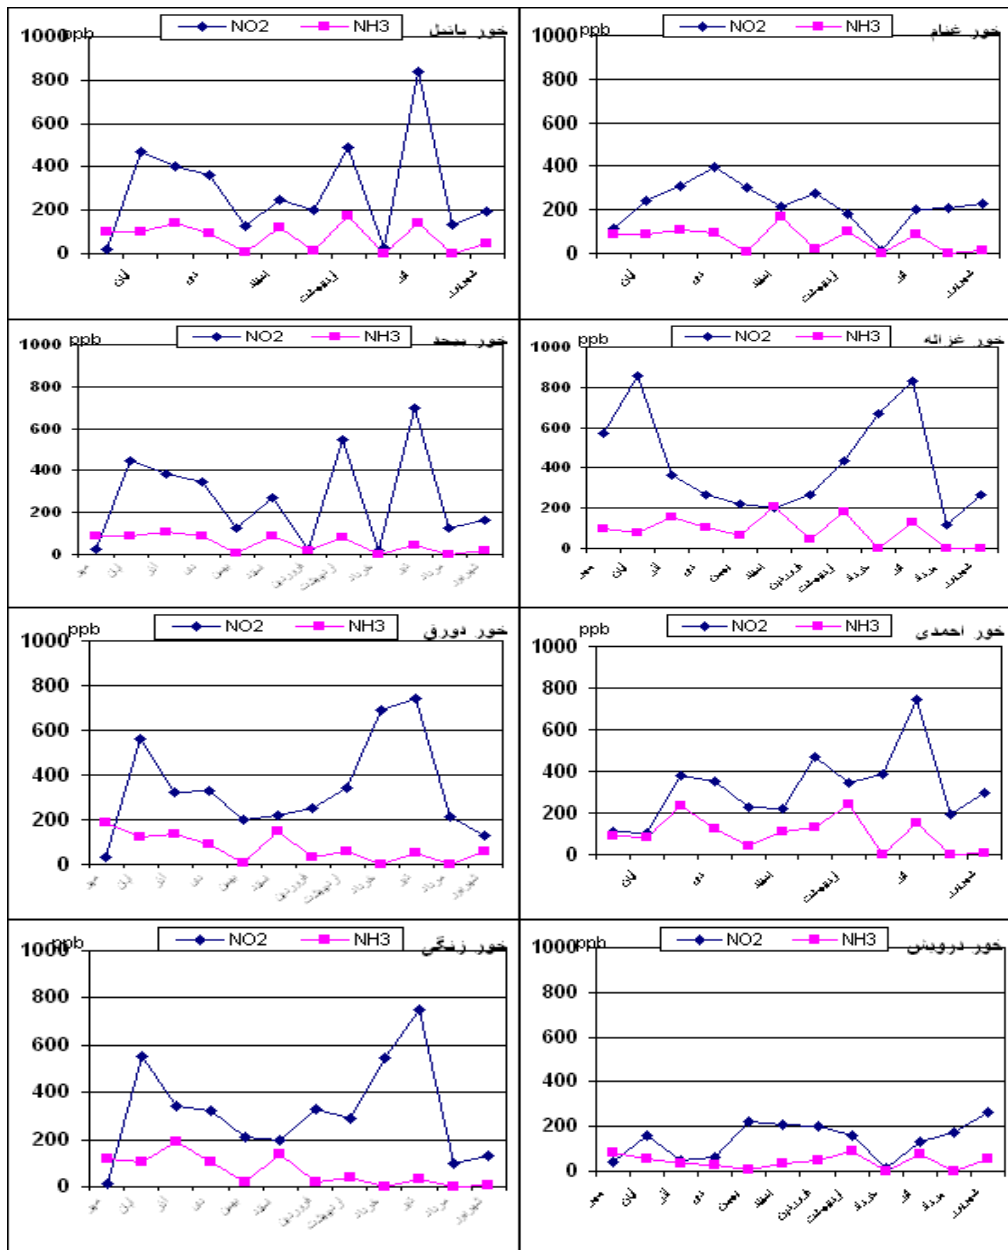 خور پاتیل
ppb
NO2 NH3
1000
800
600
400
200
0
آبان دی اسفند اردیبهشت تیر شهریور
خور غنام
ppb
NO2 NH3
1000
800
600
400
200
0
آبان دی اسفند اردیبهشت تیر شهریور
خور بیحد
ppb
NO2 NH3
1000
800
600
400
200
0
مهر آبان آذر دی بهمن اسفند فروردین اردیبهشت خرداد تیر مرداد شهریور
خور غزاله
ppb
NO2 NH3
1000
800
600
400
200
0
مهر آبان آذر دی بهمن اسفند فروردین اردیبهشت خرداد تیر مرداد شهریور
خور دورق
ppb
NO2 NH3
1000
800
600
400
200
0
مهر آبان آذر دی بهمن اسفند فروردین اردیبهشت خرداد تیر مرداد شهریور
خور احمدی
ppb
NO2 NH3
1000
800
600
400
200
0
آبان دی اسفند اردیبهشت تیر شهریور
خور زنگی
ppb
NO2 NH3
1000
800
600
400
200
0
مهر آبان آذر دی بهمن اسفند فروردین اردیبهشت خرداد تیر مرداد شهریور
خور درویش
ppb
NO2 NH3
1000
800
600
400
200
0
مهر آبان آذر دی بهمن اسفند فروردین اردیبهشت خرداد تیر مرداد شهریور